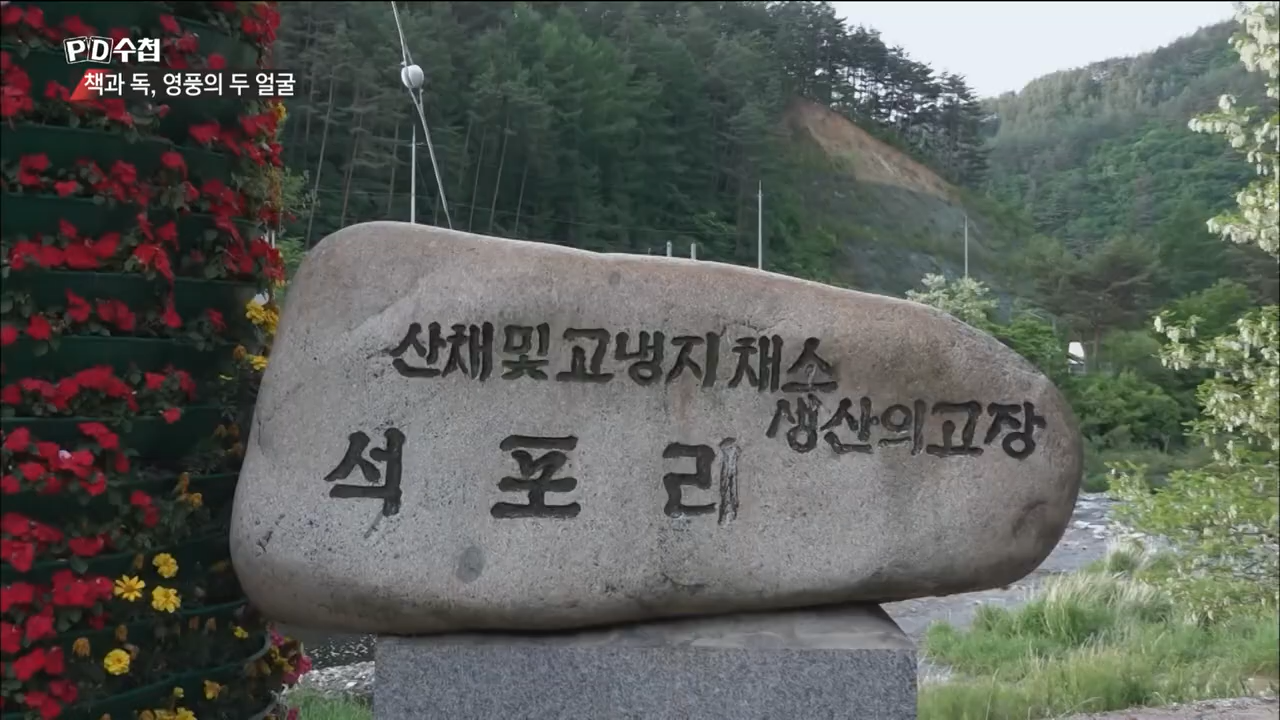 PD수첩
책과 독, 영풍의 두 얼굴
산채 및 고냉지 채소
생산의 고장
석포리